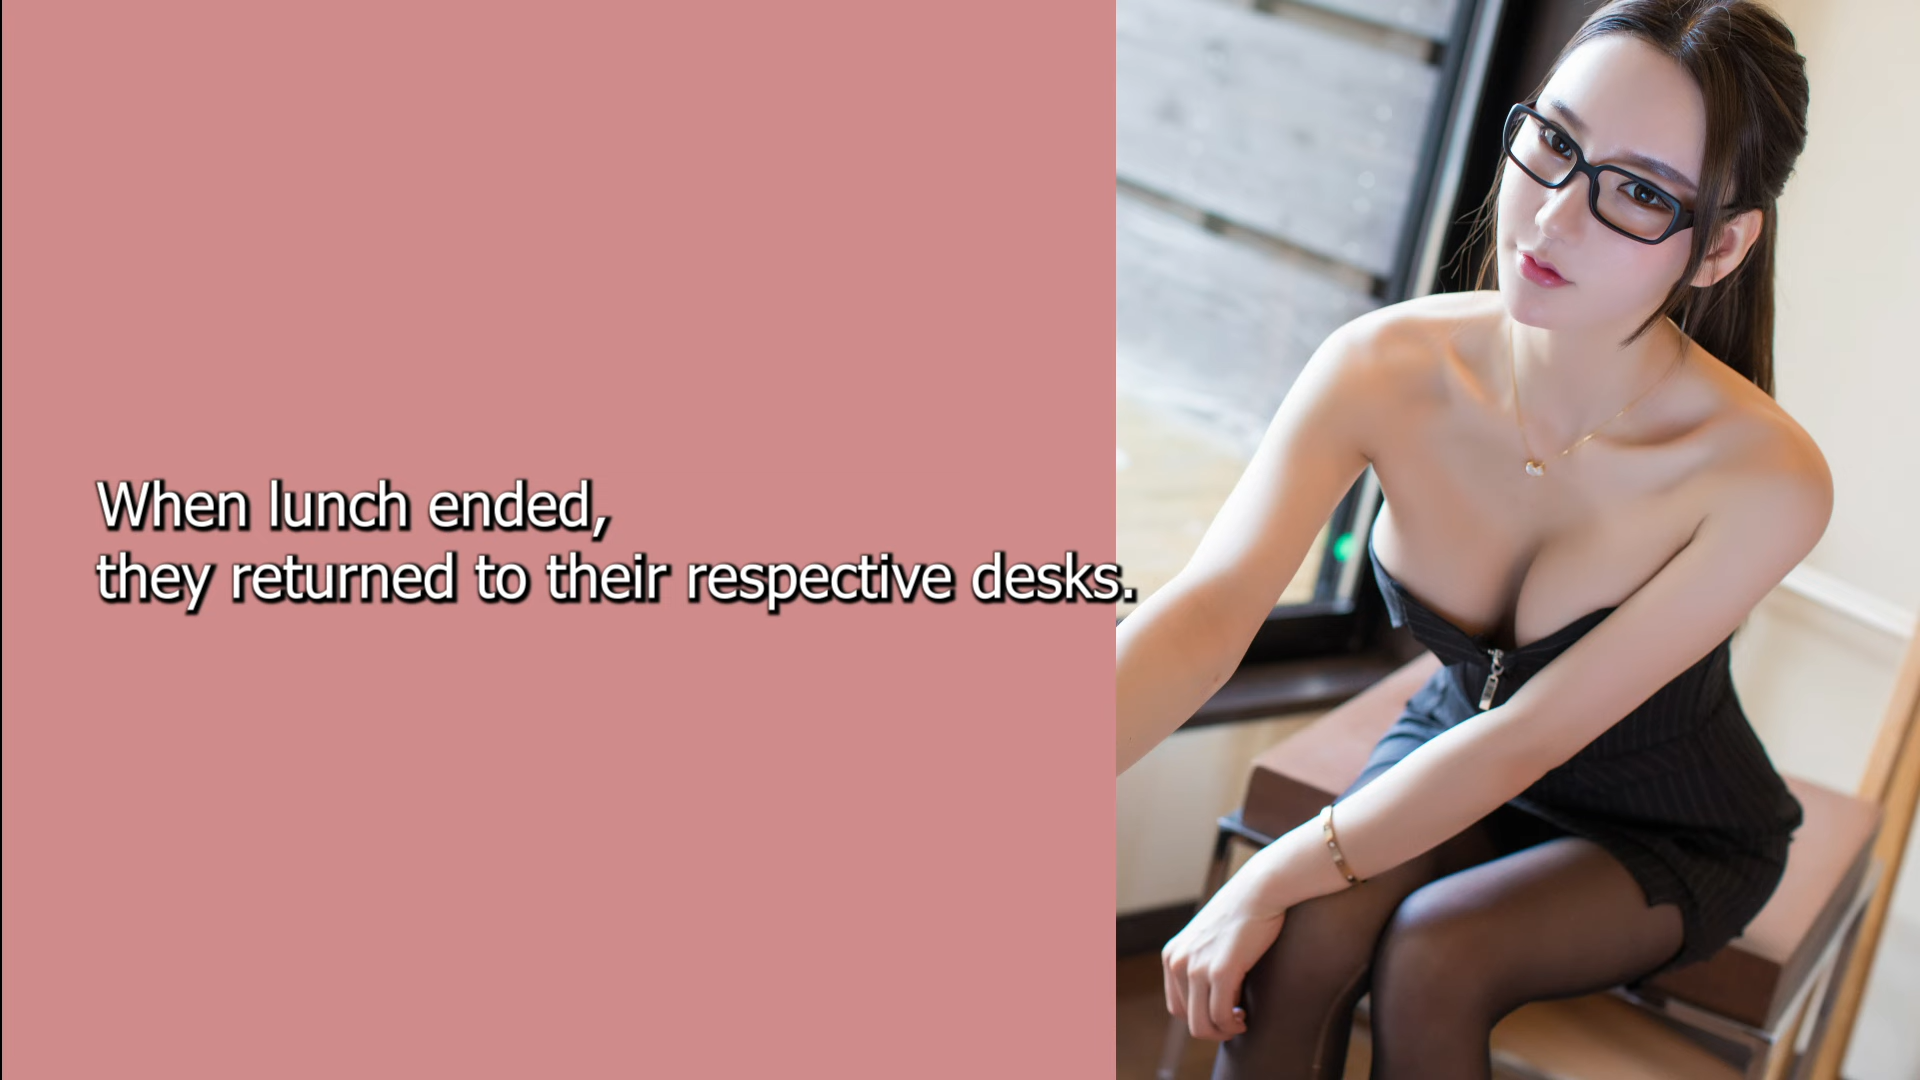 When lunch ended,
they returned to their respective desks.